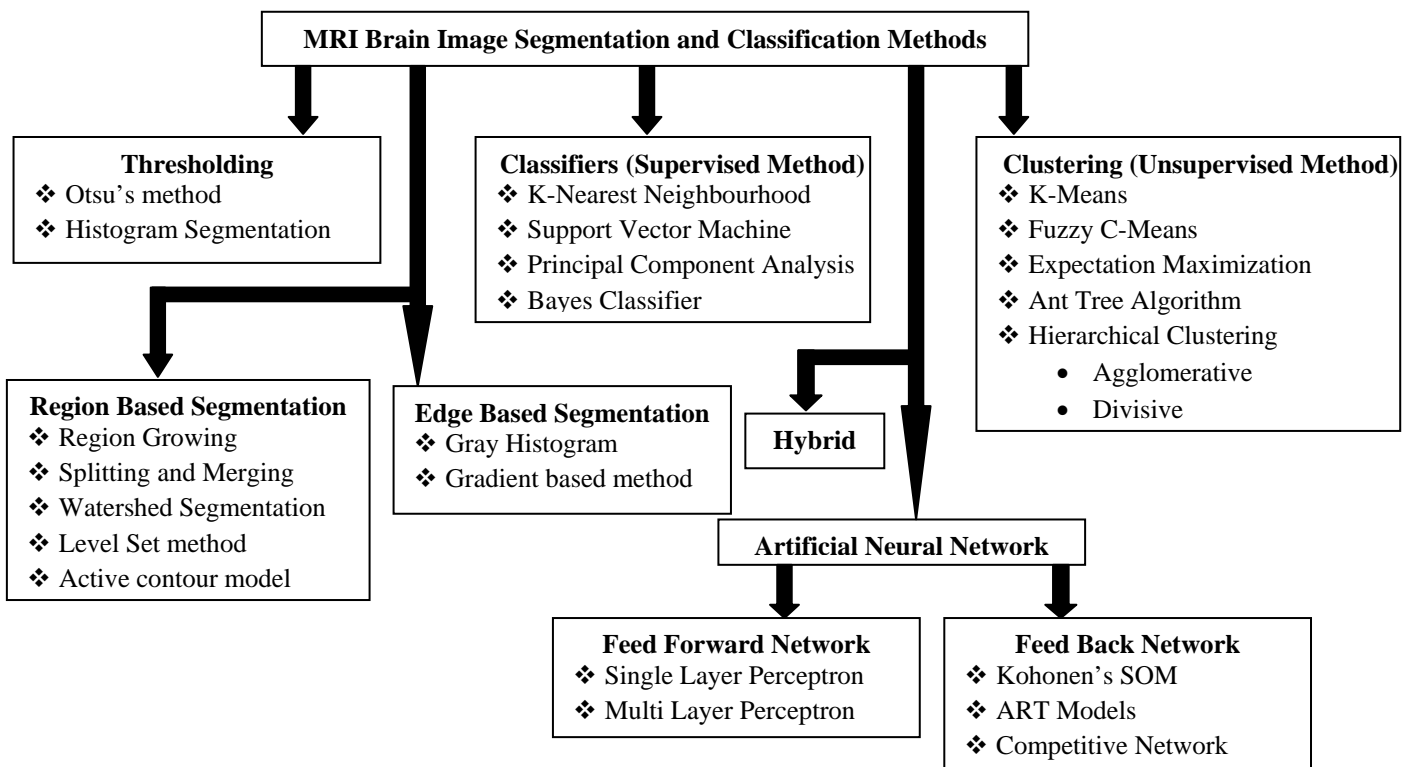 MRI Brain Image Segmentation and Classification Methods
Thresholding
❖ Otsu’s method
❖ Histogram Segmentation
Classifiers (Supervised Method)
❖ K-Nearest Neighbourhood
❖ Support Vector Machine
❖ Principal Component Analysis
❖ Bayes Classifier
Clustering (Unsupervised Method)
❖ K-Means
❖ Fuzzy C-Means
❖ Expectation Maximization
❖ Ant Tree Algorithm
❖ Hierarchical Clustering
• Agglomerative
• Divisive
Region Based Segmentation
❖ Region Growing
❖ Splitting and Merging
❖ Watershed Segmentation
❖ Level Set method
❖ Active contour model
Edge Based Segmentation
❖ Gray Histogram
❖ Gradient based method
Hybrid
Artificial Neural Network
Feed Forward Network
❖ Single Layer Perceptron
❖ Multi Layer Perceptron
Feed Back Network
❖ Kohonen’s SOM
❖ ART Models
❖ Competitive Network